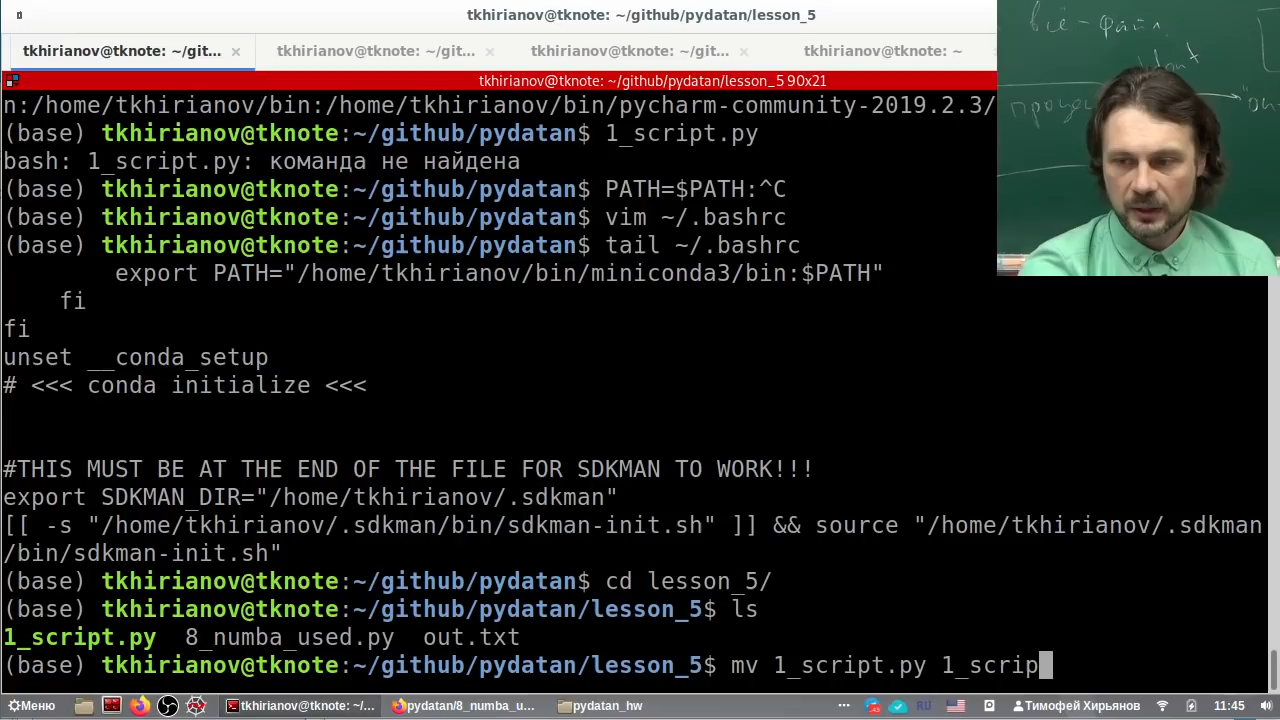 tkhirianov@tknote: ~/github/pydatan/lesson_5
tkhirianov@tknote: ~/git… × tkhirianov@tknote: ~/git… × tkhirianov@tknote: ~/git… × tkhirianov@tknote: ~
tkhirianov@tknote: ~/github/pydatan/lesson_5 90x21
всё - файл
n:/home/tkhirianov/bin:/home/tkhirianov/bin/pycharm-community-2019.2.3/
(base) tkhirianov@tknote:~/github/pydatan$ 1_script.py
bash: 1_script.py: команда не найдена
(base) tkhirianov@tknote:~/github/pydatan$ PATH=$PATH:^C
(base) tkhirianov@tknote:~/github/pydatan$ vim ~/.bashrc
(base) tkhirianov@tknote:~/github/pydatan$ tail ~/.bashrc
export PATH="/home/tkhirianov/bin/miniconda3/bin:$PATH"
fi
fi
unset __conda_setup
# <<< conda initialize <<<
#THIS MUST BE AT THE END OF THE FILE FOR SDKMAN TO WORK!!!
export SDKMAN_DIR="/home/tkhirianov/.sdkman"
[[ -s "/home/tkhirianov/.sdkman/bin/sdkman-init.sh" ]] && source "/home/tkhirianov/.sdkman
/bin/sdkman-init.sh"
(base) tkhirianov@tknote:~/github/pydatan$ cd lesson_5/
(base) tkhirianov@tknote:~/github/pydatan/lesson_5$ ls
1_script.py 8_numba_used.py out.txt
(base) tkhirianov@tknote:~/github/pydatan/lesson_5$ mv 1_script.py 1_scrip
Меню tkhirianov@tknote: ~/... pydatan/8_numba_u... pydatan_hw ··· 43 RU Тимофей Хирьянов 11:45